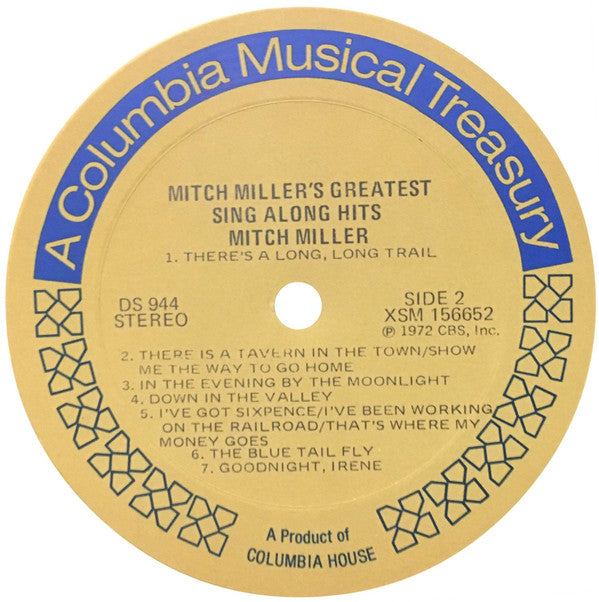 A Columbia Musical Treasury
MITCH MILLER'S GREATEST
SING ALONG HITS
MITCH MILLER
1. THERE'S A LONG, LONG TRAIL
DS 944
STEREO
SIDE 2
XSM 156652
℗ 1972 CBS, Inc.
2. THERE IS A TAVERN IN THE TOWN/SHOW
ME THE WAY TO GO HOME
3. IN THE EVENING BY THE MOONLIGHT
4. DOWN IN THE VALLEY
5. I'VE GOT SIXPENCE/I'VE BEEN WORKING
ON THE RAILROAD/THAT'S WHERE MY
MONEY GOES
6. THE BLUE TAIL FLY
7. GOODNIGHT, IRENE
A Product of
COLUMBIA HOUSE